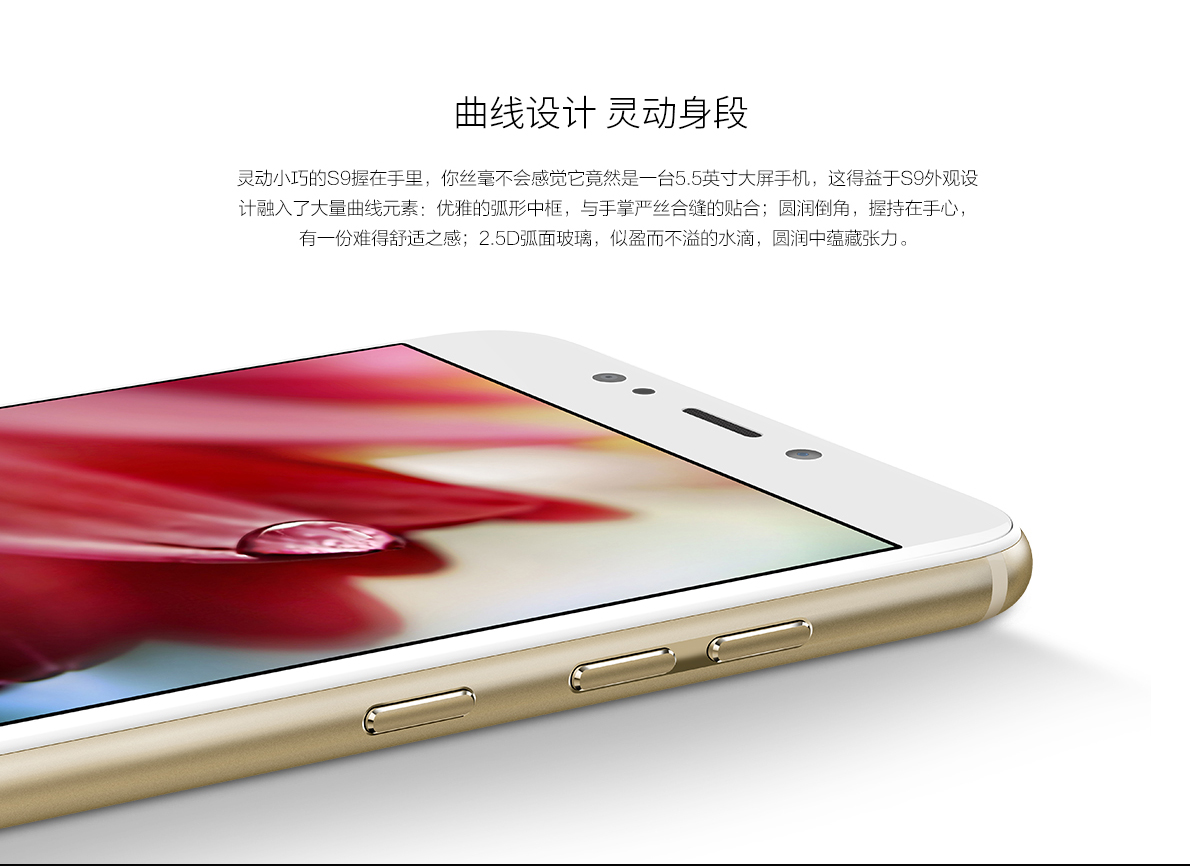 曲线设计 灵动身段
灵动小巧的S9握在手里，你丝毫不会感觉它竟然是一台5.5英寸大屏手机，这得益于S9外观设
计融入了大量曲线元素：优雅的弧形中框，与手掌严丝合缝的贴合；圆润倒角，握持在手心，
有一份难得舒适之感；2.5D弧面玻璃，似盈而不溢的水滴，圆润中蕴藏张力。